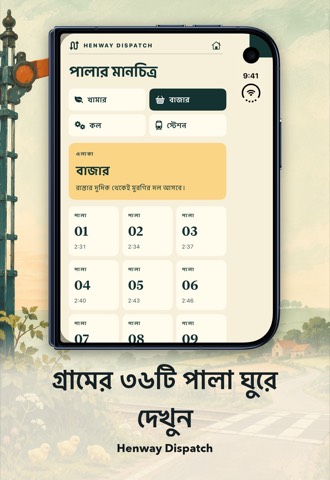 HENWAY DISPATCH
পালার মানচিত্র
9:41
খামার
বাজার
কল
স্টেশন
এলাকা
বাজার
রাস্তার দুদিক থেকেই মুরগির দল আসবে।
পালা পালা পালা
01 02 03
2:31 2:34 2:37
পালা পালা পালা
04 05 06
2:40 2:43 2:46
পালা পালা পালা
07 08 09
গ্রামের ৩৬টি পালা ঘুরে
দেখুন
Henway Dispatch